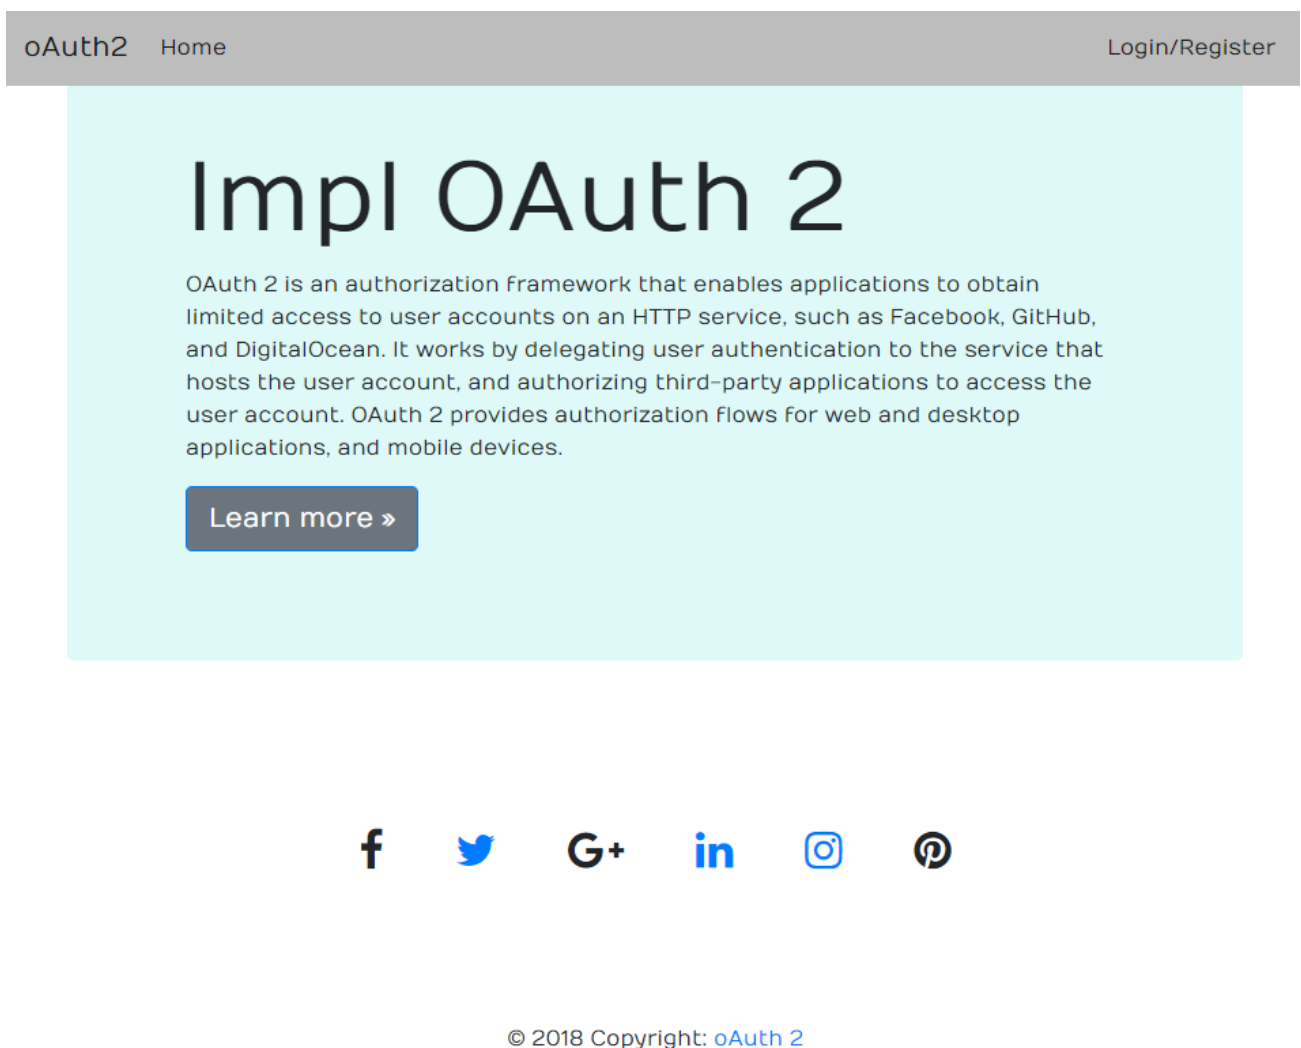 oAuth2 Home Login/Register
Impl OAuth 2
OAuth 2 is an authorization framework that enables applications to obtain
limited access to user accounts on an HTTP service, such as Facebook, GitHub,
and DigitalOcean. It works by delegating user authentication to the service that
hosts the user account, and authorizing third-party applications to access the
user account. OAuth 2 provides authorization flows for web and desktop
applications, and mobile devices.
Learn more »
© 2018 Copyright: oAuth 2